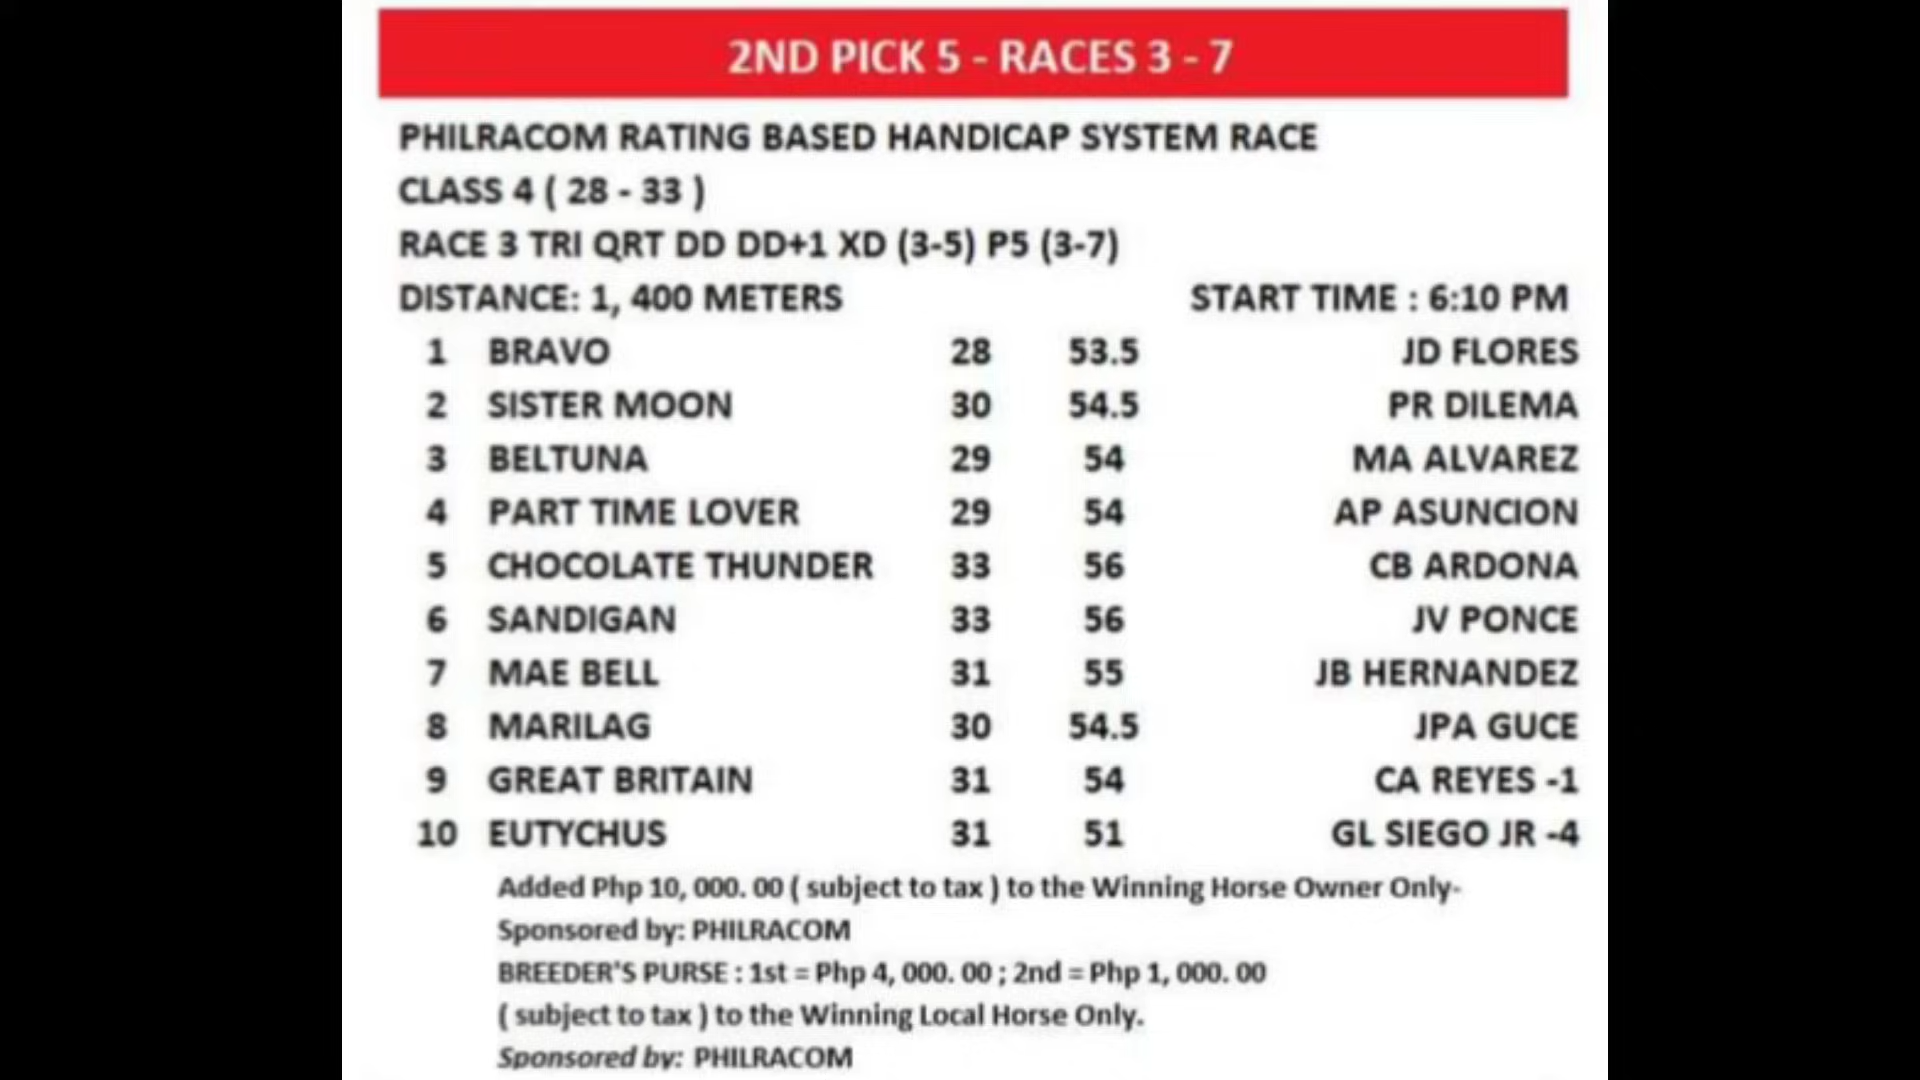 2ND PICK 5 - RACES 3 - 7
PHILRACOM RATING BASED HANDICAP SYSTEM RACE
CLASS 4 ( 28 - 33 )
RACE 3 TRI QRT DD DD+1 XD (3-5) P5 (3-7)
DISTANCE: 1, 400 METERS START TIME : 6:10 PM
1 BRAVO 28 53.5 JD FLORES
2 SISTER MOON 30 54.5 PR DILEMA
3 BELTUNA 29 54 MA ALVAREZ
4 PART TIME LOVER 29 54 AP ASUNCION
5 CHOCOLATE THUNDER 33 56 CB ARDONA
6 SANDIGAN 33 56 JV PONCE
7 MAE BELL 31 55 JB HERNANDEZ
8 MARILAG 30 54.5 JPA GUCE
9 GREAT BRITAIN 31 54 CA REYES -1
10 EUTYCHUS 31 51 GL SIEGO JR -4
Added Php 10, 000. 00 ( subject to tax ) to the Winning Horse Owner Only-
Sponsored by: PHILRACOM
BREEDER'S PURSE : 1st = Php 4, 000. 00 ; 2nd = Php 1, 000. 00
( subject to tax ) to the Winning Local Horse Only.
Sponsored by: PHILRACOM